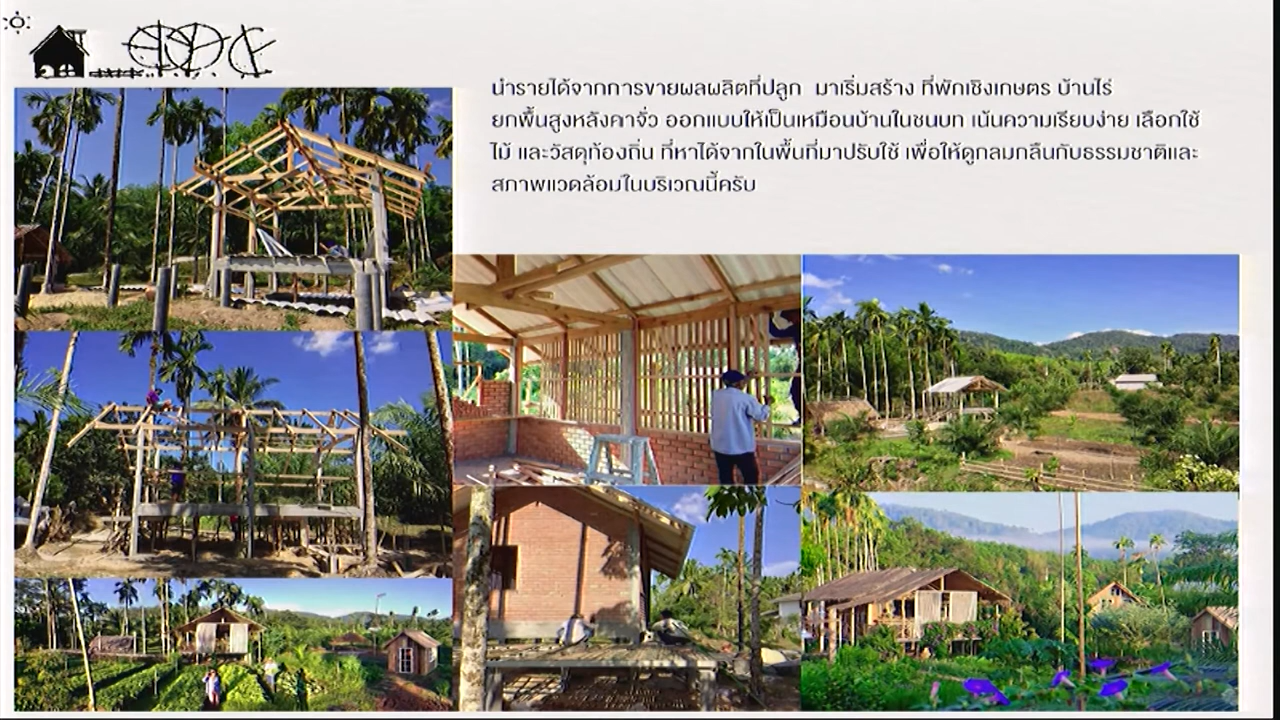 นำรายได้จากการขายผลผลิตที่ปลูก มาเริ่มสร้าง ที่พักเชิงเกษตร บ้านไร่
ยกพื้นสูงหลังคาจั่ว ออกแบบให้เป็นเหมือนบ้านในชนบท เน้นความเรียบง่าย เลือกใช้
ไม้ และวัสดุท้องถิ่น ที่หาได้จากในพื้นที่มาปรับใช้ เพื่อให้ดูกลมกลืนกับธรรมชาติและ
สภาพแวดล้อมในบริเวณนี้ครับ